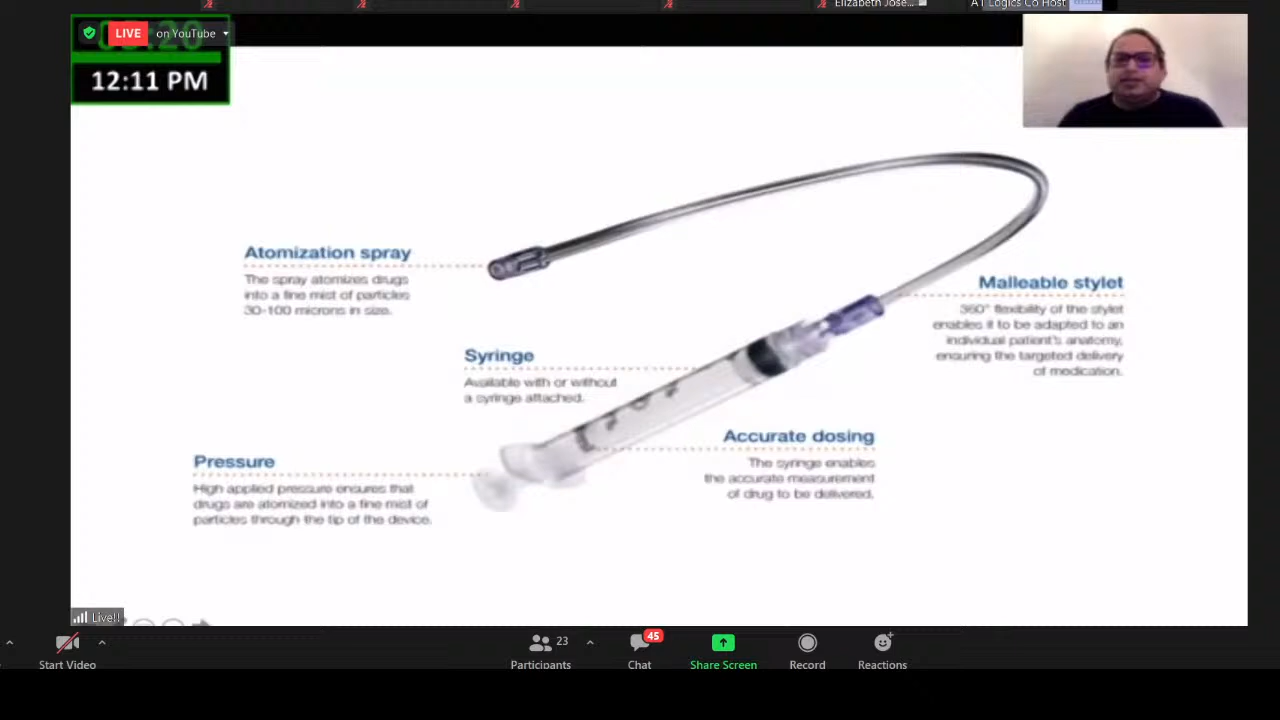 Elizabeth Jose...
AT Logics Co Host
LIVE on YouTube
12:11 PM
Atomization spray
The spray atomizes drugs
into a fine mist of particles
30-100 microns in size.
Malleable stylet
360° flexibility of the stylet
enables it to be adapted to an
individual patient's anatomy,
ensuring the targeted delivery
of medication.
Syringe
Available with or without
a syringe attached.
Accurate dosing
The syringe enables
the accurate measurement
of drug to be delivered.
Pressure
High applied pressure ensures that
drugs are atomized into a fine mist of
particles through the tip of the device.
Live!!
23
45
Start Video
Participants
Chat
Share Screen
Record
Reactions